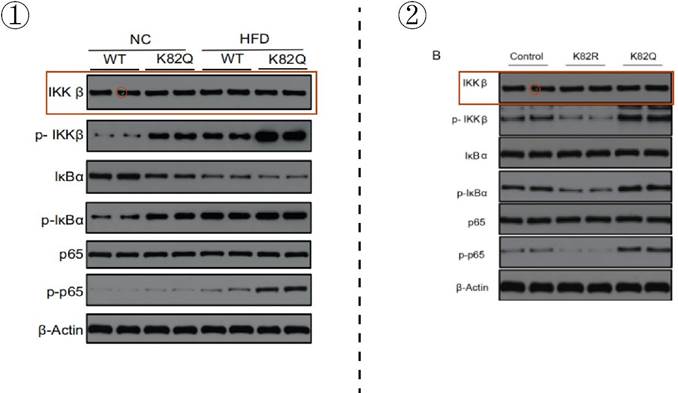 ① ②
NC HFD
WT K82Q WT K82Q
IKK β
p- IKKβ
IκBα
p-IκBα
p65
p-p65
β-Actin
B
Control K82R K82Q
IKKβ
p- IKKβ
IκBα
p-IκBα
p65
p-p65
β-Actin